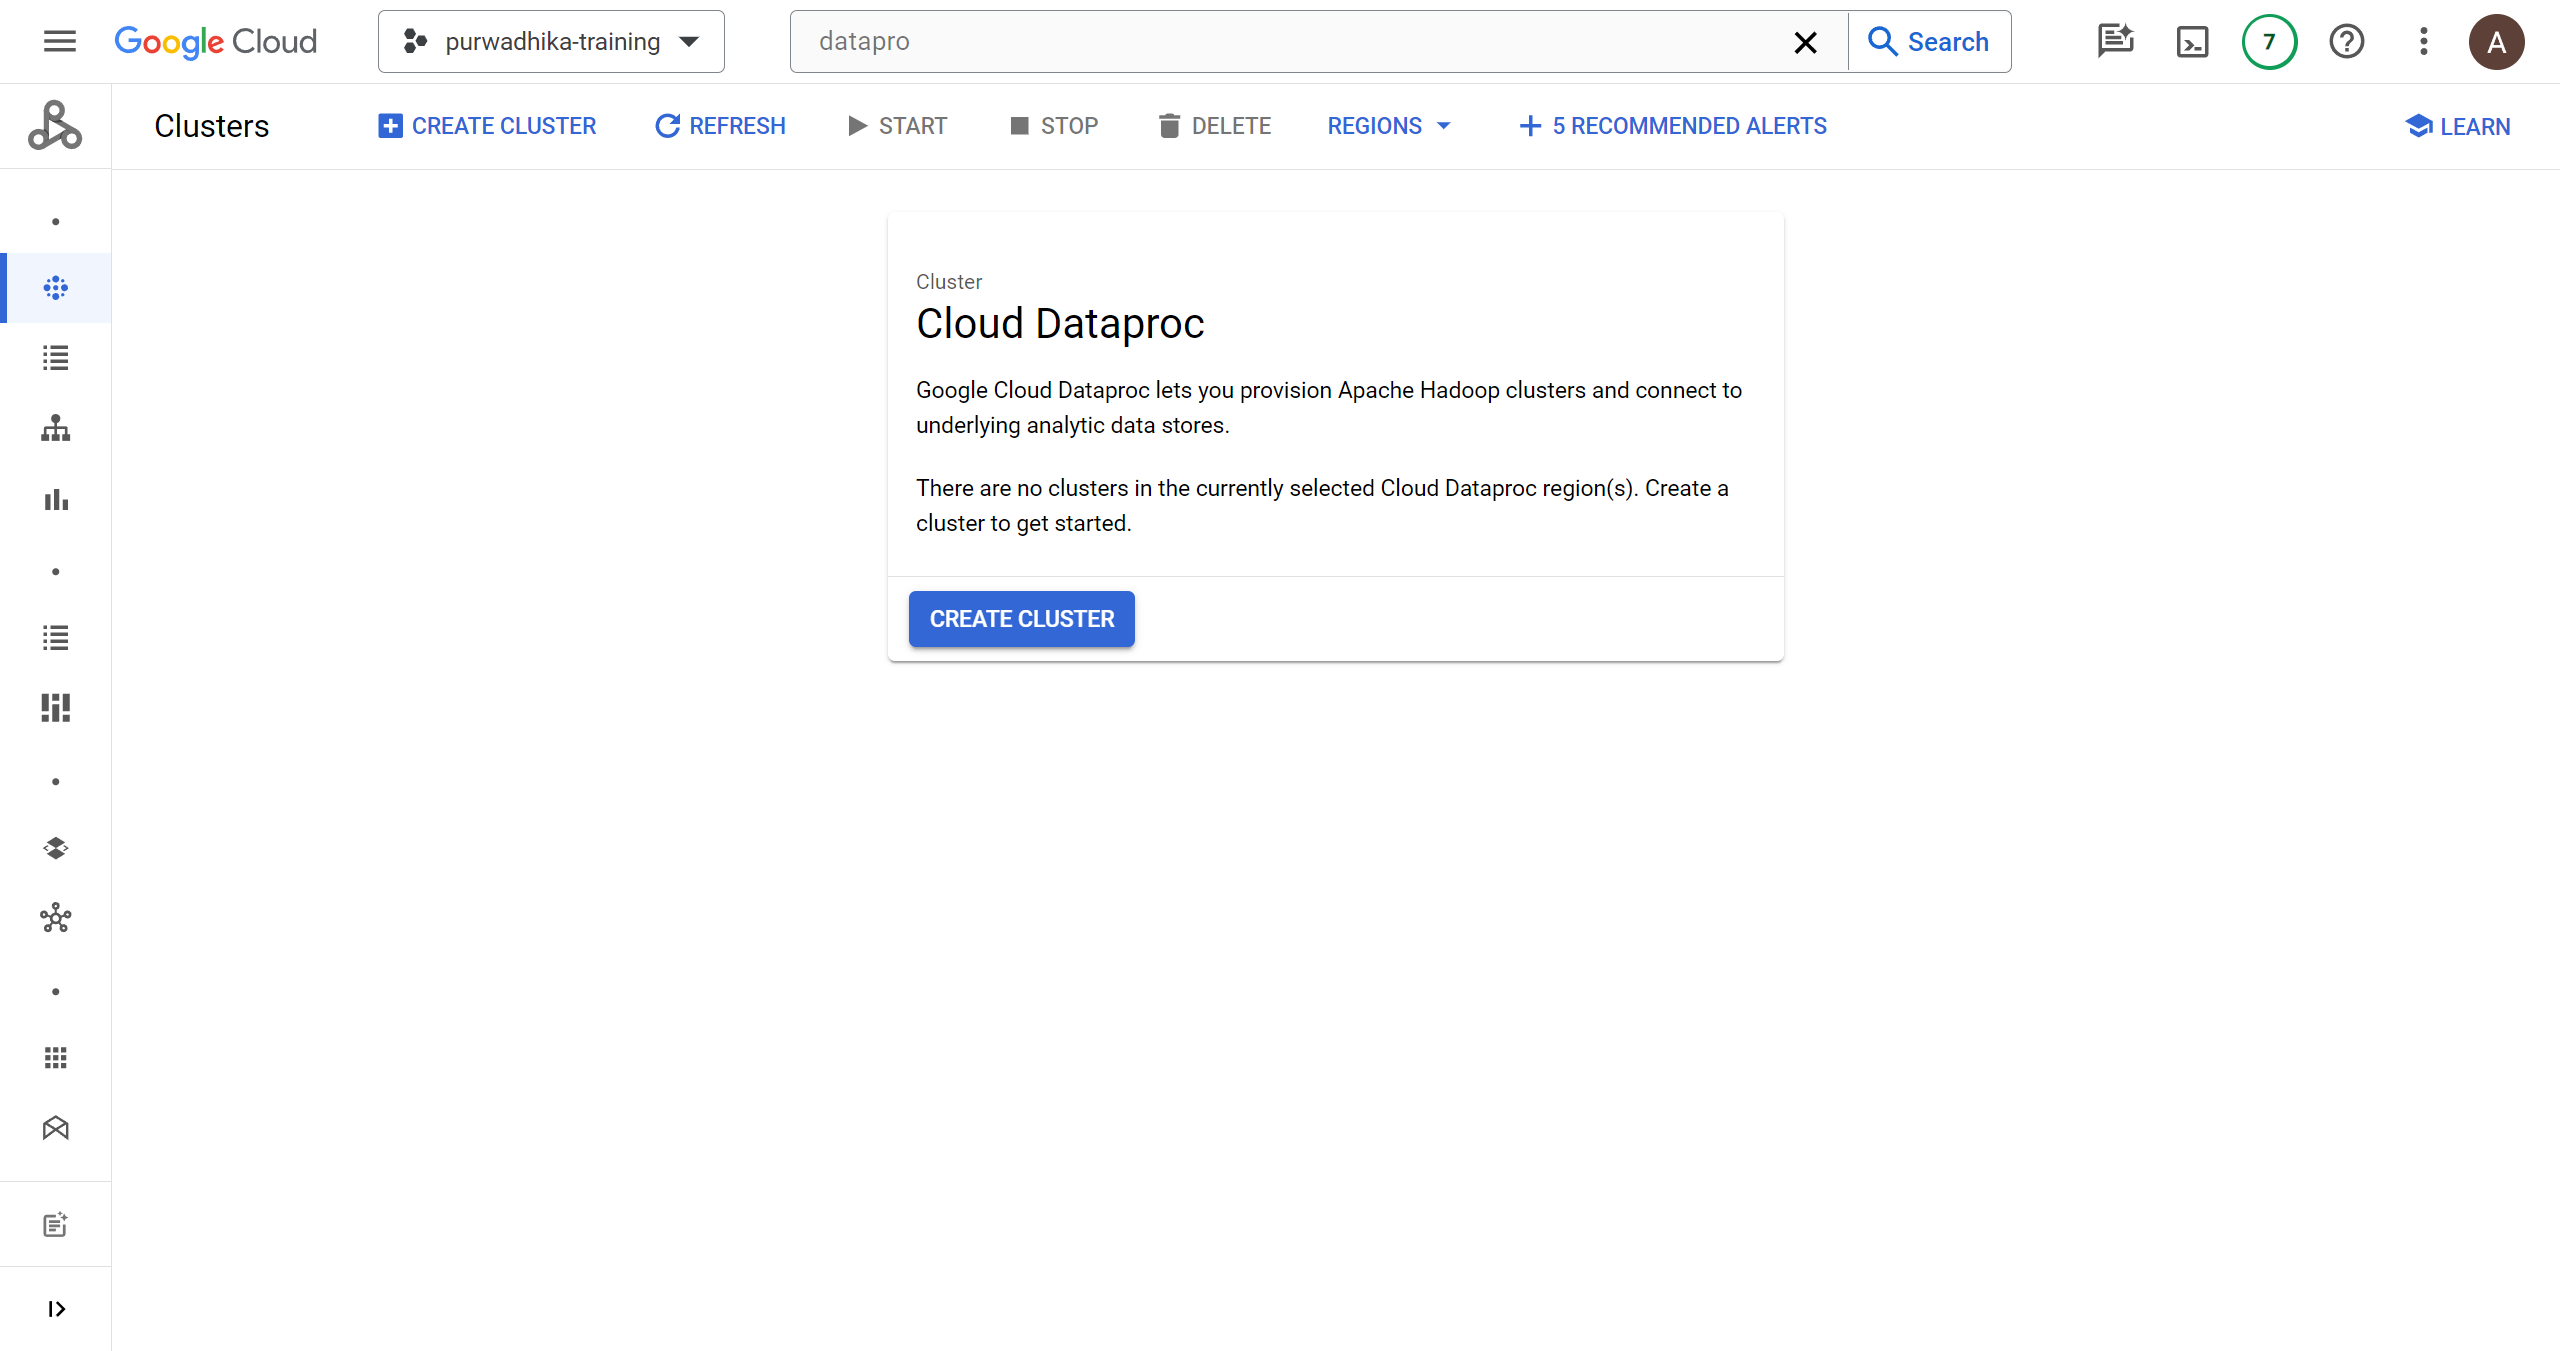 Google Cloud
purwadhika-training
datapro
Search
7
A
Clusters
CREATE CLUSTER
REFRESH
START
STOP
DELETE
REGIONS
5 RECOMMENDED ALERTS
LEARN
Cluster
Cloud Dataproc
Google Cloud Dataproc lets you provision Apache Hadoop clusters and connect to
underlying analytic data stores.
There are no clusters in the currently selected Cloud Dataproc region(s). Create a
cluster to get started.
CREATE CLUSTER